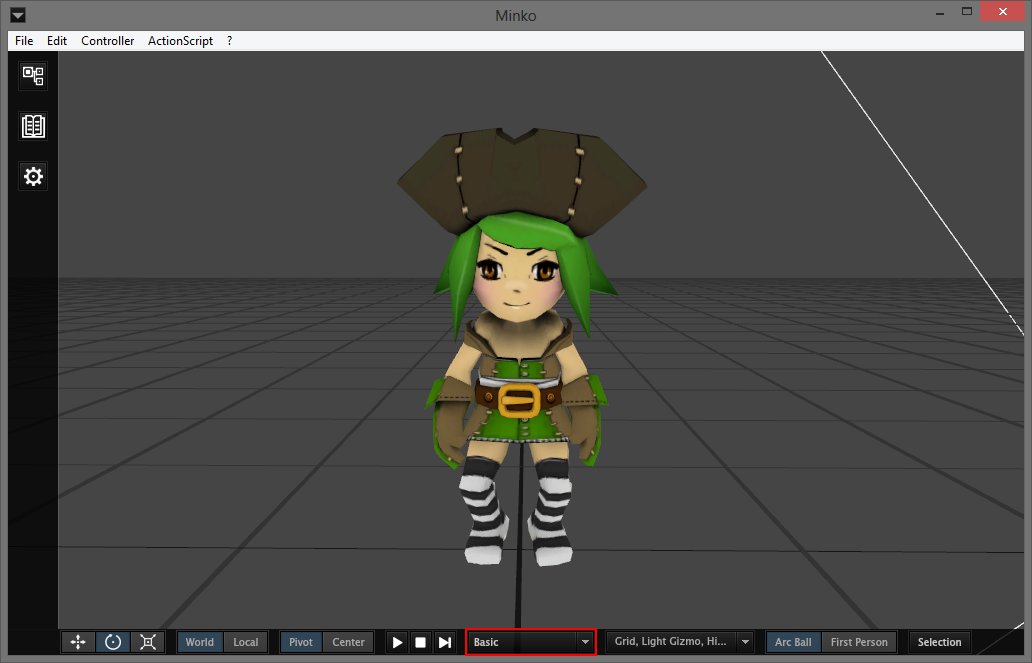 Minko
File Edit Controller ActionScript ?
World Local Pivot Center Basic Grid, Light Gizmo, Hi... Arc Ball First Person Selection